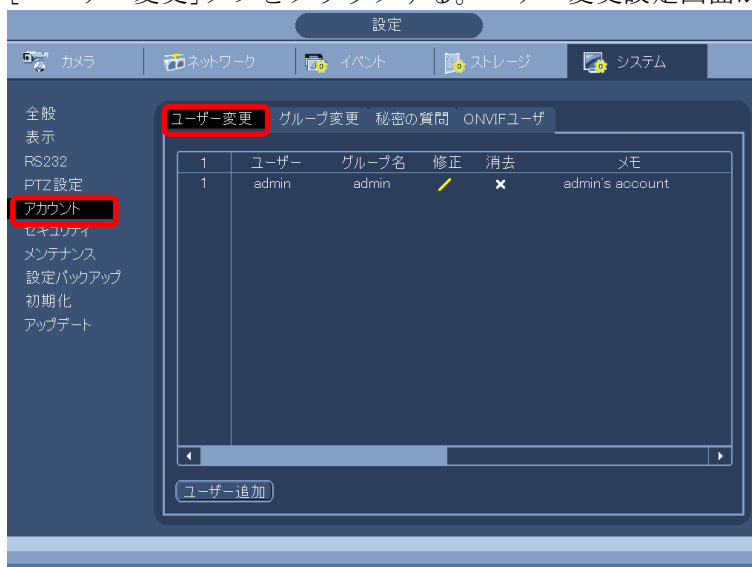 設定
カメラ ネットワーク イベント ストレージ システム
全般
表示
RS232
PTZ設定
アカウント
セキュリティ
メンテナンス
設定バックアップ
初期化
アップデート
ユーザー変更 グループ変更 秘密の質問 ONVIFユーザ
1 ユーザー グループ名 修正 消去 メモ
1 admin admin admin's account
ユーザー追加